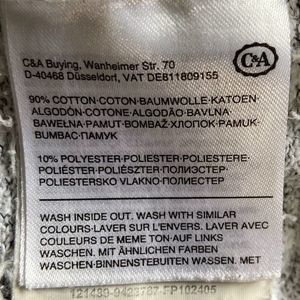 C&A Buying, Wanheimer Str. 70
D-40468 Düsseldorf, VAT DE811809155
C&A
90% COTTON·COTON·BAUMWOLLE·KATOEN·
ALGODÓN·COTONE·ALGODÃO·BAVLNA·
BAWEŁNA·PAMUT·BOMBAŽ·ХЛОПОК·PAMUK·
BUMBAC·ПАМУК
10% POLYESTER·POLIESTER·POLIESTERE·
POLIÉSTER·POLIÉSZTER·ПОЛИЭСТЕР·
POLIESTERSKO VLAKNO·ПОЛИЕСТЕР
WASH INSIDE OUT. WASH WITH SIMILAR
COLOURS·LAVER SUR L'ENVERS. LAVER AVEC
COULEURS DE MEME TON·AUF LINKS
WASCHEN. MIT ÄHNLICHEN FARBEN
WASCHEN·BINNENSTEBUITEN WASSEN. MET